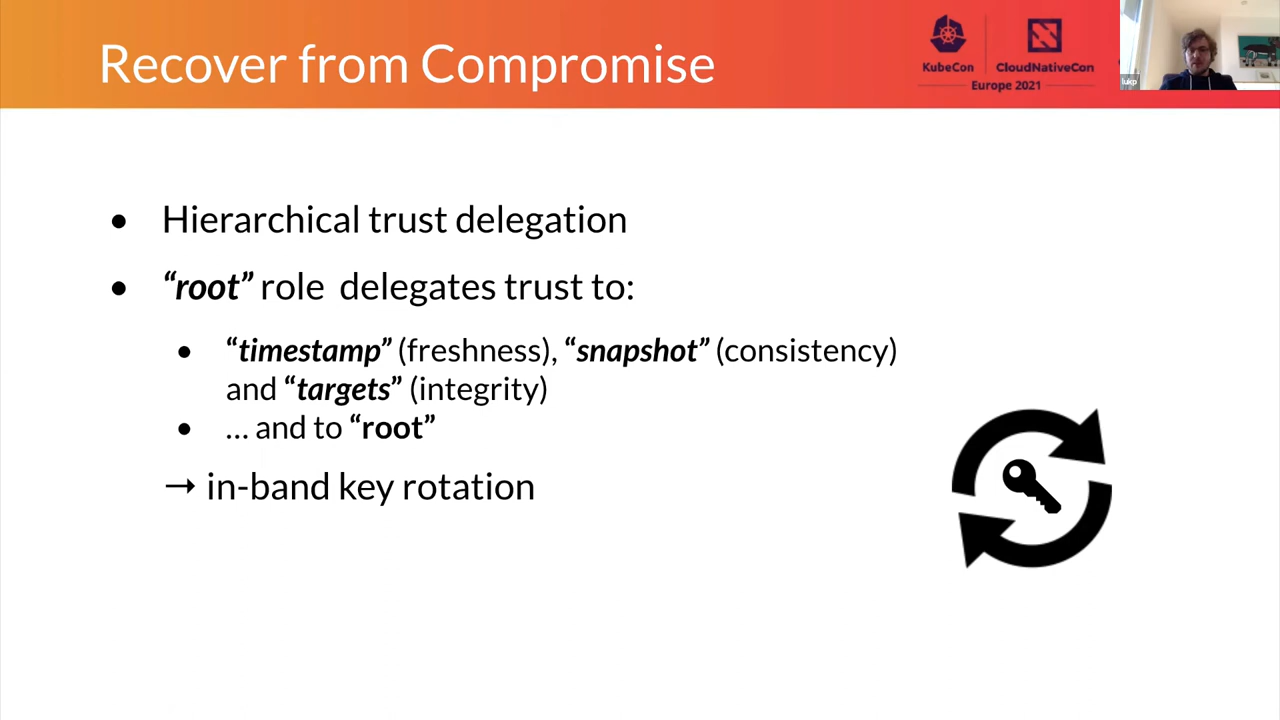 Recover from Compromise
KubeCon
CloudNativeCon
Europe 2021
lukp
● Hierarchical trust delegation
● “root” role delegates trust to:
● “timestamp” (freshness), “snapshot” (consistency)
and “targets” (integrity)
● ... and to “root”
→ in-band key rotation